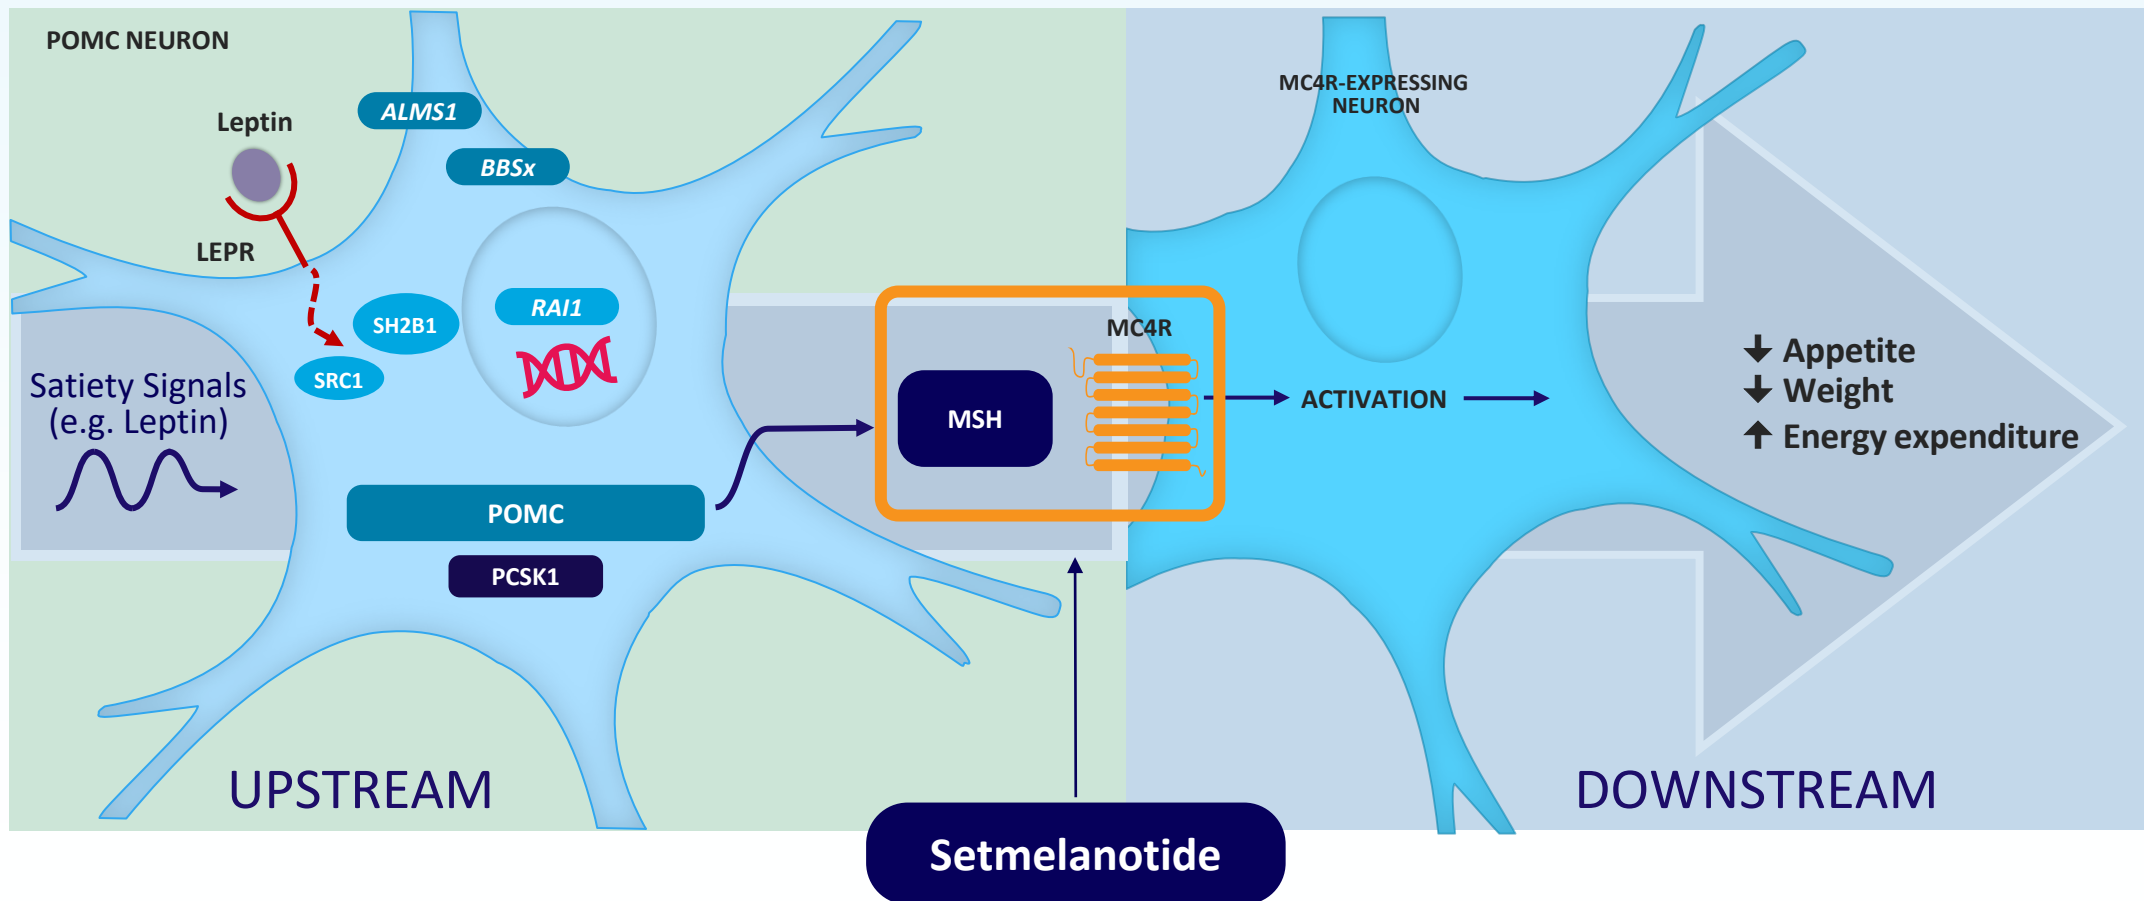 POMC NEURON
Leptin
LEPR
ALMS1
BBSx
SH2B1
SRC1
RAI1
Satiety Signals
(e.g. Leptin)
POMC
PCSK1
MSH
MC4R
MC4R-EXPRESSING
NEURON
ACTIVATION
Appetite
Weight
Energy expenditure
UPSTREAM
DOWNSTREAM
Setmelanotide